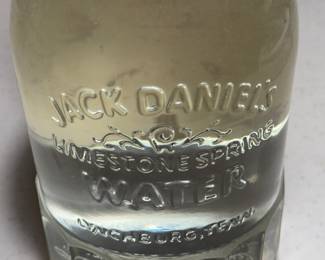 JACK DANIEL'S
LIMESTONE SPRING
WATER
LYNCHBURG, TENN